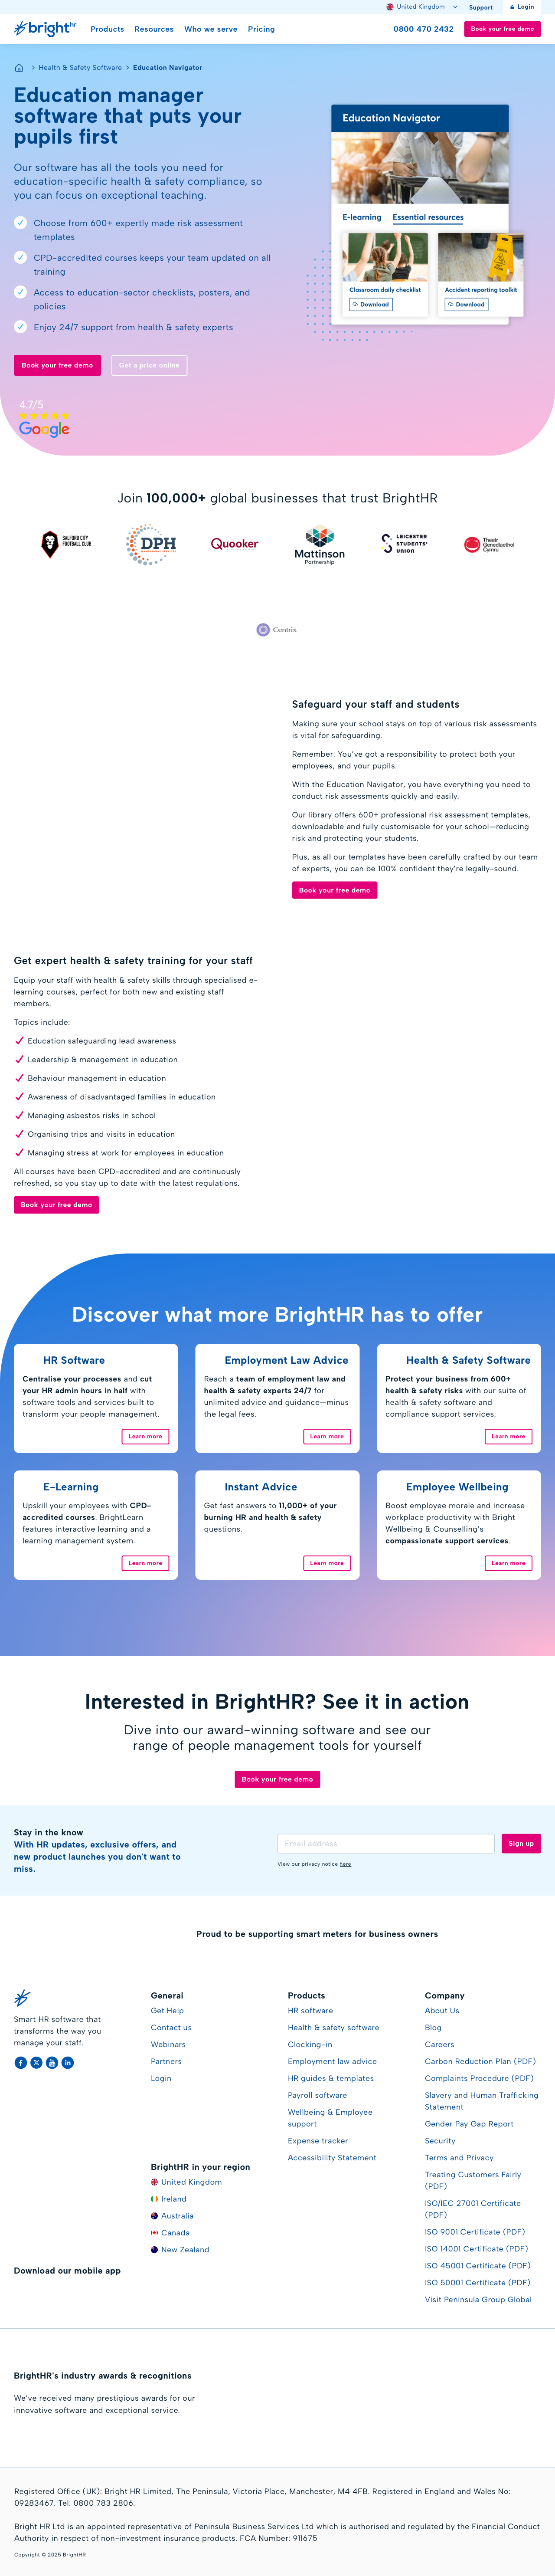 United Kingdom Support Login
bright hr Products Resources Who we serve Pricing 0800 470 2432 Book your free demo
Health & Safety Software Education Navigator
Education manager
software that puts your
pupils first
Our software has all the tools you need for
education-specific health & safety compliance, so
you can focus on exceptional teaching.
Choose from 600+ expertly made risk assessment
templates
CPD-accredited courses keeps your team updated on all
training
Access to education-sector checklists, posters, and
policies
Enjoy 24/7 support from health & safety experts
Book your free demo Get a price online
4.7/5
Google
Education Navigator
E-learning Essential resources
Classroom daily checklist Accident reporting toolkit
Download Download
Join 100,000+ global businesses that trust BrightHR
SALFORD CITY
FOOTBALL CLUB
DPH
Quooker
Mattinson
Partnership
LEICESTER
STUDENTS'
UNION
Theatr
Genedlaethol
Cymru
Centrix
Safeguard your staff and students
Making sure your school stays on top of various risk assessments
is vital for safeguarding.
Remember: You've got a responsibility to protect both your
employees, and your pupils.
With the Education Navigator, you have everything you need to
conduct risk assessments quickly and easily.
Our library offers 600+ professional risk assessment templates,
downloadable and fully customisable for your school—reducing
risk and protecting your students.
Plus, as all our templates have been carefully crafted by our team
of experts, you can be 100% confident they're legally-sound.
Book your free demo
Get expert health & safety training for your staff
Equip your staff with health & safety skills through specialised e-
learning courses, perfect for both new and existing staff
members.
Topics include:
Education safeguarding lead awareness
Leadership & management in education
Behaviour management in education
Awareness of disadvantaged families in education
Managing asbestos risks in school
Organising trips and visits in education
Managing stress at work for employees in education
All courses have been CPD-accredited and are continuously
refreshed, so you stay up to date with the latest regulations.
Book your free demo
Discover what more BrightHR has to offer
HR Software
Centralise your processes and cut
your HR admin hours in half with
software tools and services built to
transform your people management.
Learn more
Employment Law Advice
Reach a team of employment law and
health & safety experts 24/7 for
unlimited advice and guidance—minus
the legal fees.
Learn more
Health & Safety Software
Protect your business from 600+
health & safety risks with our suite of
health & safety software and
compliance support services.
Learn more
E-Learning
Upskill your employees with CPD-
accredited courses. BrightLearn
features interactive learning and a
learning management system.
Learn more
Instant Advice
Get fast answers to 11,000+ of your
burning HR and health & safety
questions.
Learn more
Employee Wellbeing
Boost employee morale and increase
workplace productivity with Bright
Wellbeing & Counselling's
compassionate support services.
Learn more
Interested in BrightHR? See it in action
Dive into our award-winning software and see our
range of people management tools for yourself
Book your free demo
Stay in the know
With HR updates, exclusive offers, and
new product launches you don't want to
miss.
Email address Sign up
View our privacy notice here
Proud to be supporting smart meters for business owners
Smart HR software that
transforms the way you
manage your staff.
General
Get Help
Contact us
Webinars
Partners
Login
BrightHR in your region
United Kingdom
Ireland
Australia
Canada
New Zealand
Products
HR software
Health & safety software
Clocking-in
Employment law advice
HR guides & templates
Payroll software
Wellbeing & Employee
support
Expense tracker
Accessibility Statement
Company
About Us
Blog
Careers
Carbon Reduction Plan (PDF)
Complaints Procedure (PDF)
Slavery and Human Trafficking
Statement
Gender Pay Gap Report
Security
Terms and Privacy
Treating Customers Fairly
(PDF)
ISO/IEC 27001 Certificate
(PDF)
ISO 9001 Certificate (PDF)
ISO 14001 Certificate (PDF)
ISO 45001 Certificate (PDF)
ISO 50001 Certificate (PDF)
Visit Peninsula Group Global
Download our mobile app
BrightHR's industry awards & recognitions
We've received many prestigious awards for our
innovative software and exceptional service.
Registered Office (UK): Bright HR Limited, The Peninsula, Victoria Place, Manchester, M4 4FB. Registered in England and Wales No:
09283467. Tel: 0800 783 2806.
Bright HR Ltd is an appointed representative of Peninsula Business Services Ltd which is authorised and regulated by the Financial Conduct
Authority in respect of non-investment insurance products. FCA Number: 911675
Copyright © 2025 BrightHR